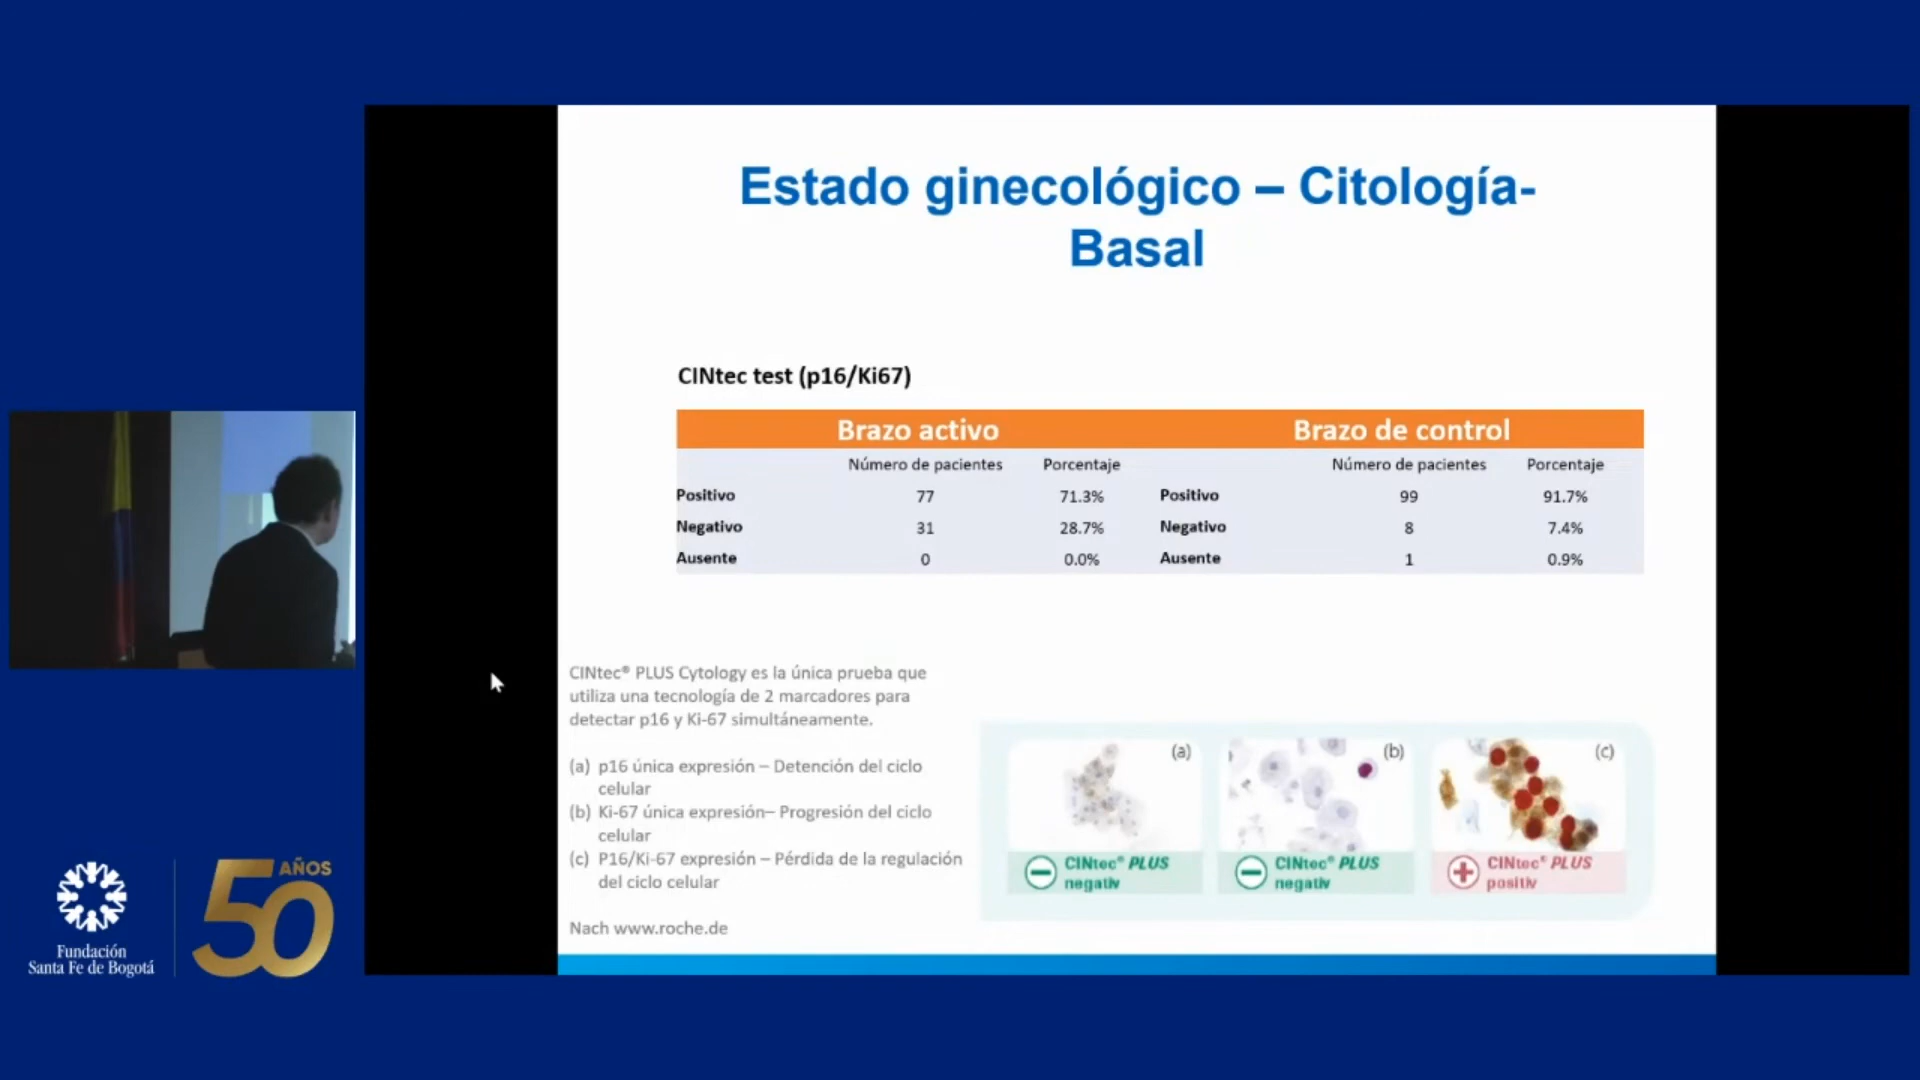 Estado ginecológico – Citología-
Basal
CINtec test (p16/Ki67)
Brazo activo Brazo de control
Número de pacientes Porcentaje Número de pacientes Porcentaje
Positivo 77 71.3% Positivo 99 91.7%
Negativo 31 28.7% Negativo 8 7.4%
Ausente 0 0.0% Ausente 1 0.9%
CINtec® PLUS Cytology es la única prueba que
utiliza una tecnología de 2 marcadores para
detectar p16 y Ki-67 simultáneamente.
(a) p16 única expresión – Detención del ciclo
celular
(b) Ki-67 única expresión– Progresión del ciclo
celular
(c) P16/Ki-67 expresión – Pérdida de la regulación
del ciclo celular
Nach www.roche.de
(a) (b) (c)
CINtec® PLUS
negativ
CINtec® PLUS
negativ
CINtec® PLUS
positiv
Fundación
Santa Fe de Bogotá
50 AÑOS